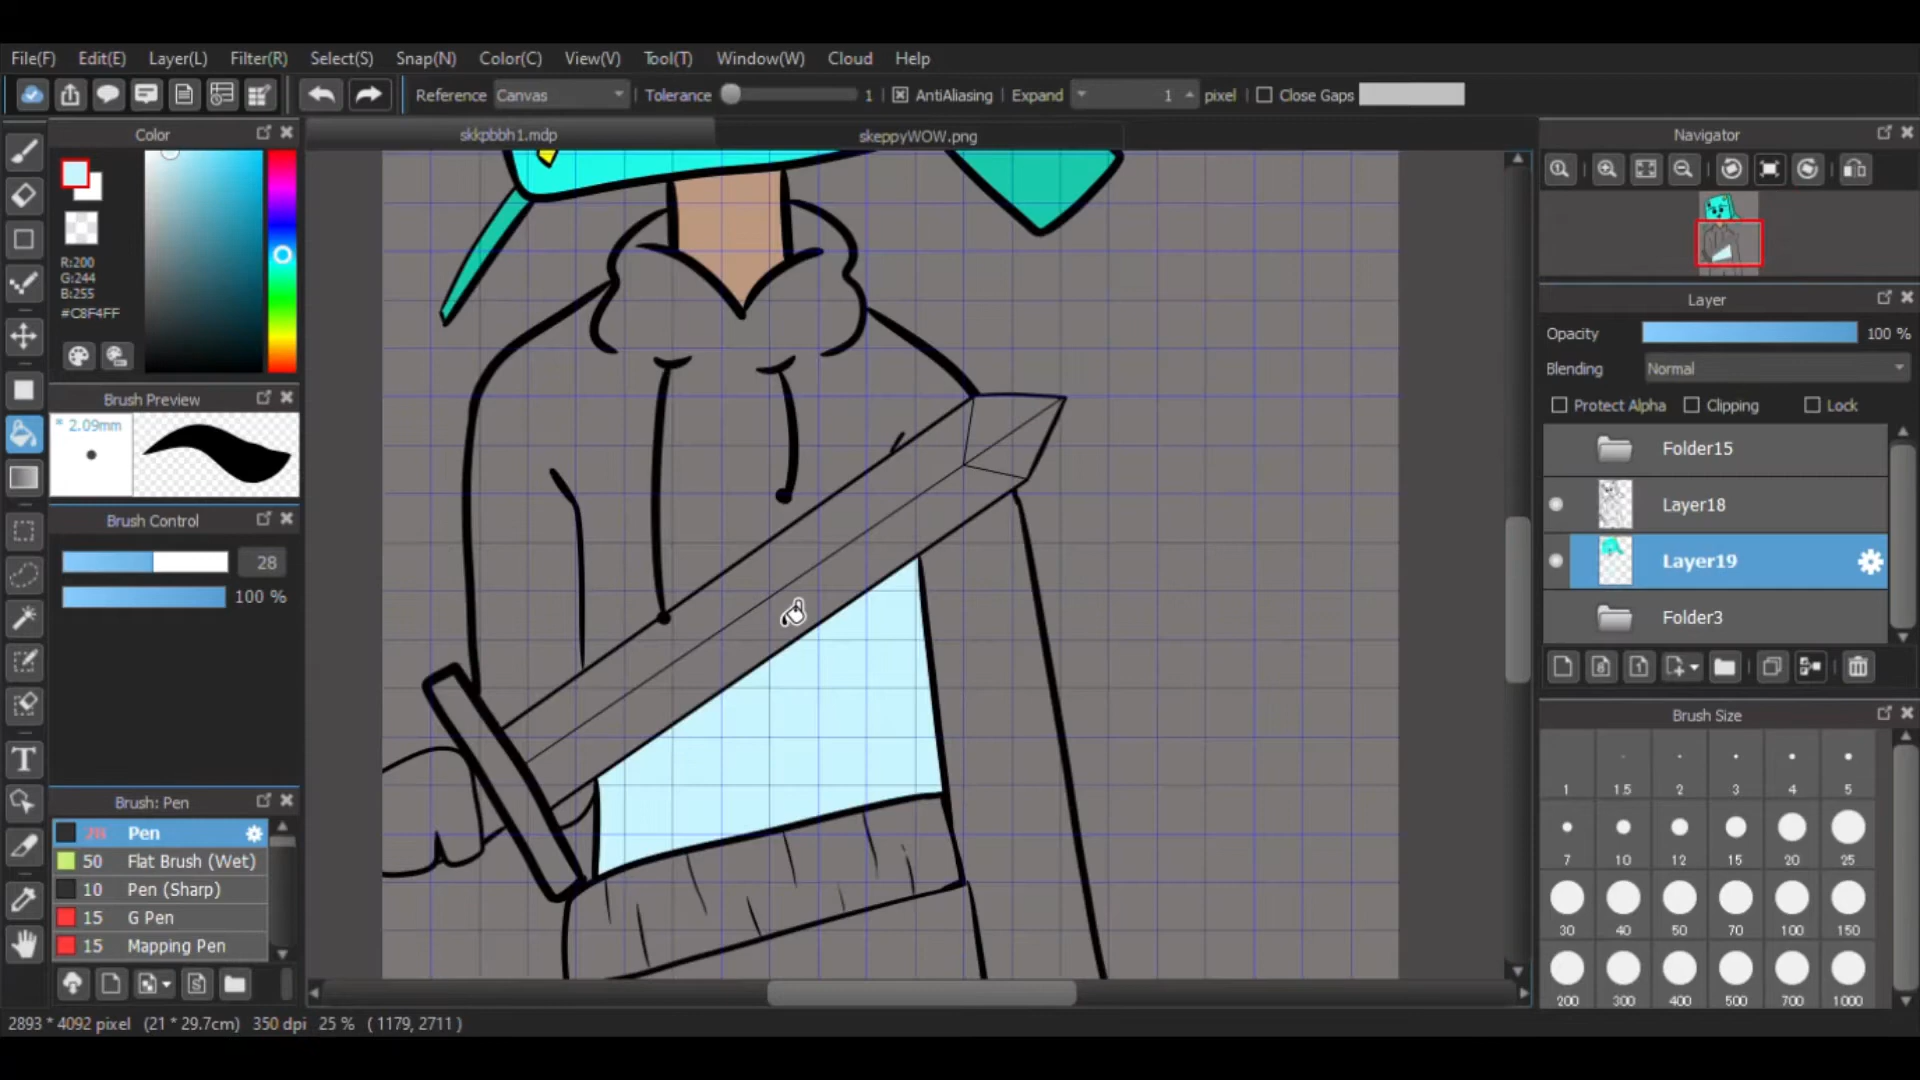 File(F) Edit(E) Layer(L) Filter(R) Select(S) Snap(N) Color(C) View(V) Tool(T) Window(W) Cloud Help
Reference Canvas Tolerance 1 AntiAliasing Expand 1 pixel Close Gaps
Color
skkpbbh1.mdp
skeppyWOW.png
Navigator
R:200
G:244
B:255
#C8F4FF
Layer
Opacity 100 %
Blending Normal
Protect Alpha Clipping Lock
Brush Preview
* 2.09mm
Folder15
Layer18
Layer19
Folder3
Brush Control
28
100 %
Brush Size
1 1.5 2 3 4 5
7 10 12 15 20 25
30 40 50 70 100 150
200 300 400 500 700 1000
Brush: Pen
28 Pen
50 Flat Brush (Wet)
10 Pen (Sharp)
15 G Pen
15 Mapping Pen
2893 * 4092 pixel (21 * 29.7cm) 350 dpi 25 % ( 1179, 2711 )